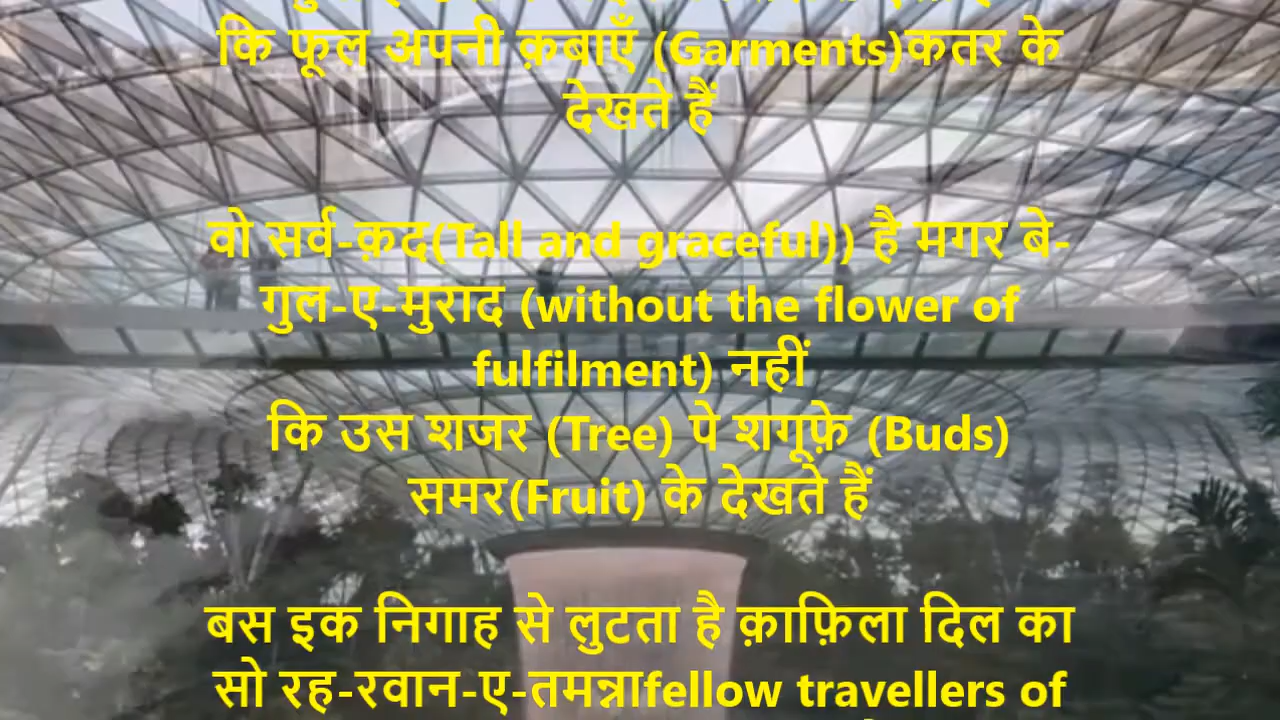 कि फूल अपनी क़बाएँ (Garments)कतर के
देखते हैं
वो सर्व-क़द(Tall and graceful)) है मगर बे-
गुल-ए-मुराद (without the flower of
fulfilment) नहीं
कि उस शजर (Tree) पे शगूफ़े (Buds)
समर(Fruit) के देखते हैं
बस इक निगाह से लुटता है क़ाफ़िला दिल का
सो रह-रवान-ए-तमन्नाfellow travellers of